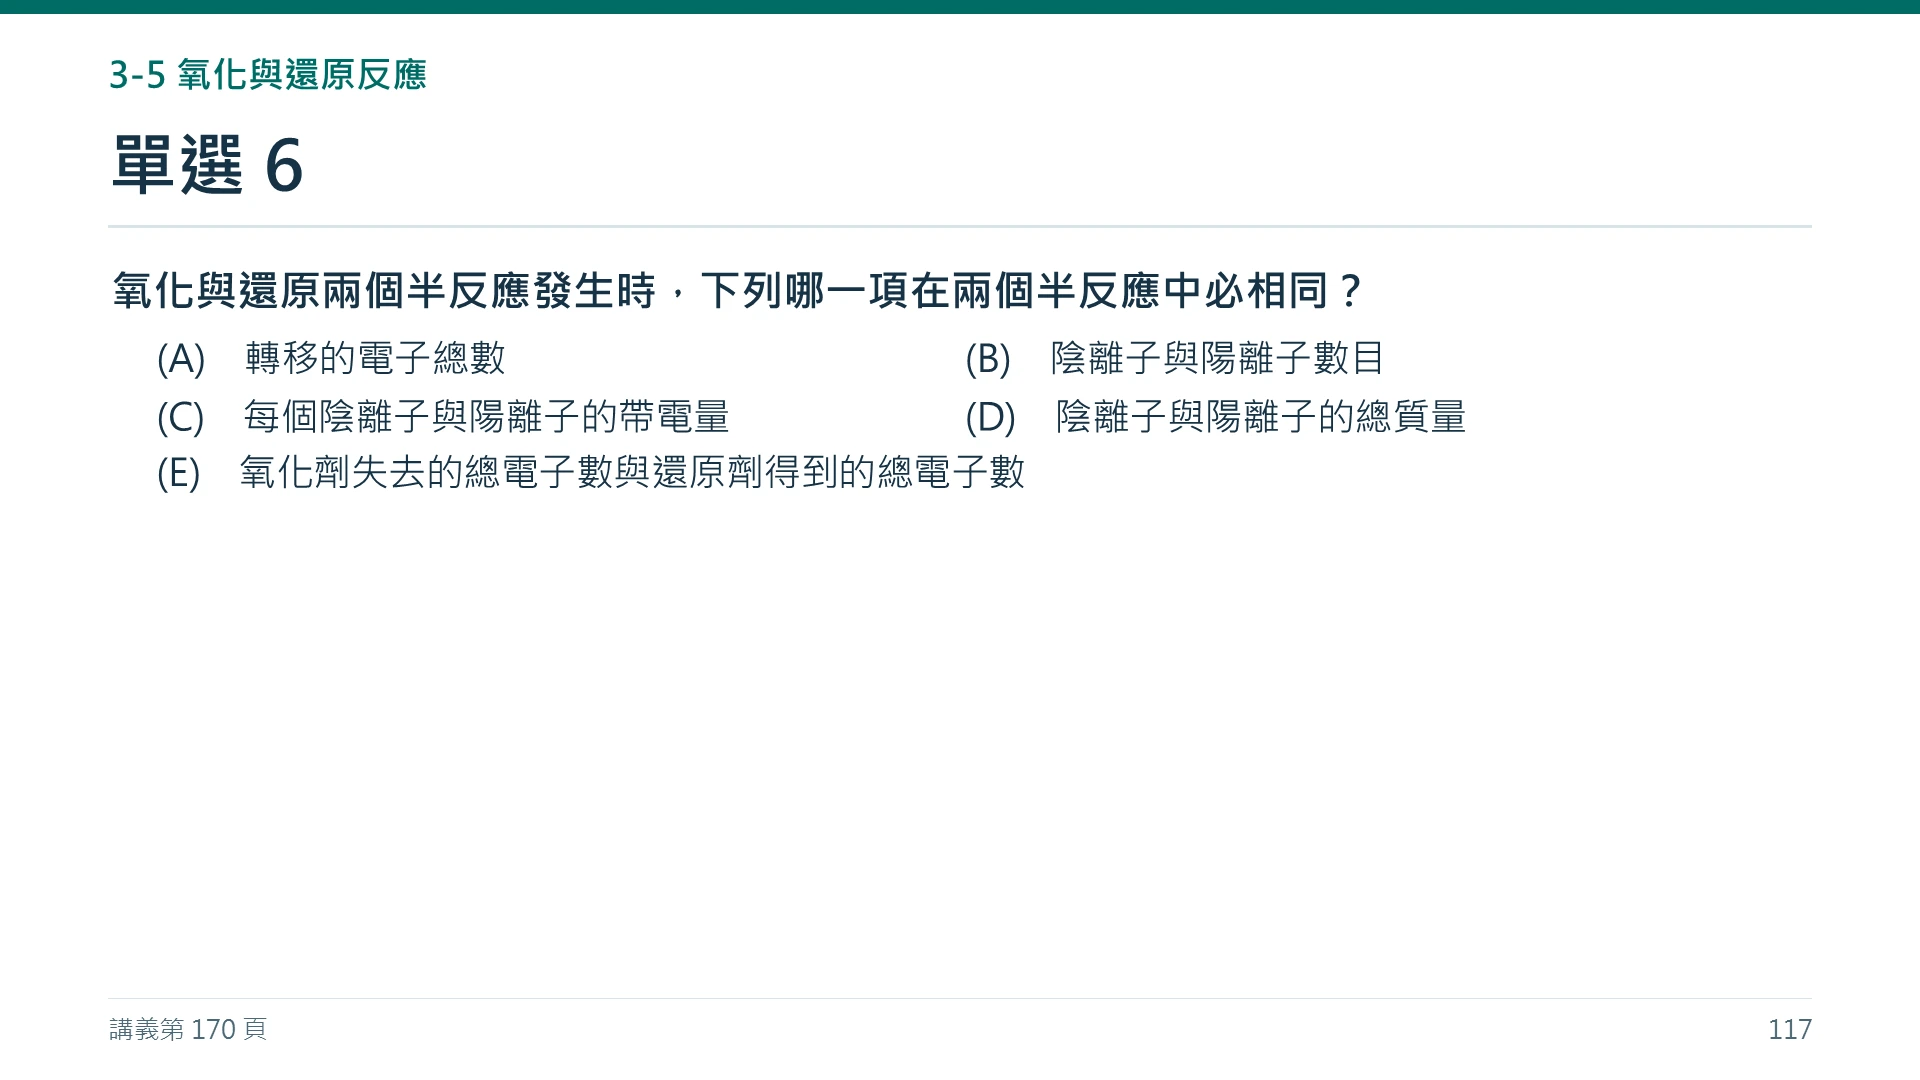 3-5 氧化與還原反應
單選 6
氧化與還原兩個半反應發生時，下列哪一項在兩個半反應中必相同？
(A) 轉移的電子總數 (B) 陰離子與陽離子數目
(C) 每個陰離子與陽離子的帶電量 (D) 陰離子與陽離子的總質量
(E) 氧化劑失去的總電子數與還原劑得到的總電子數
講義第 170 頁 117